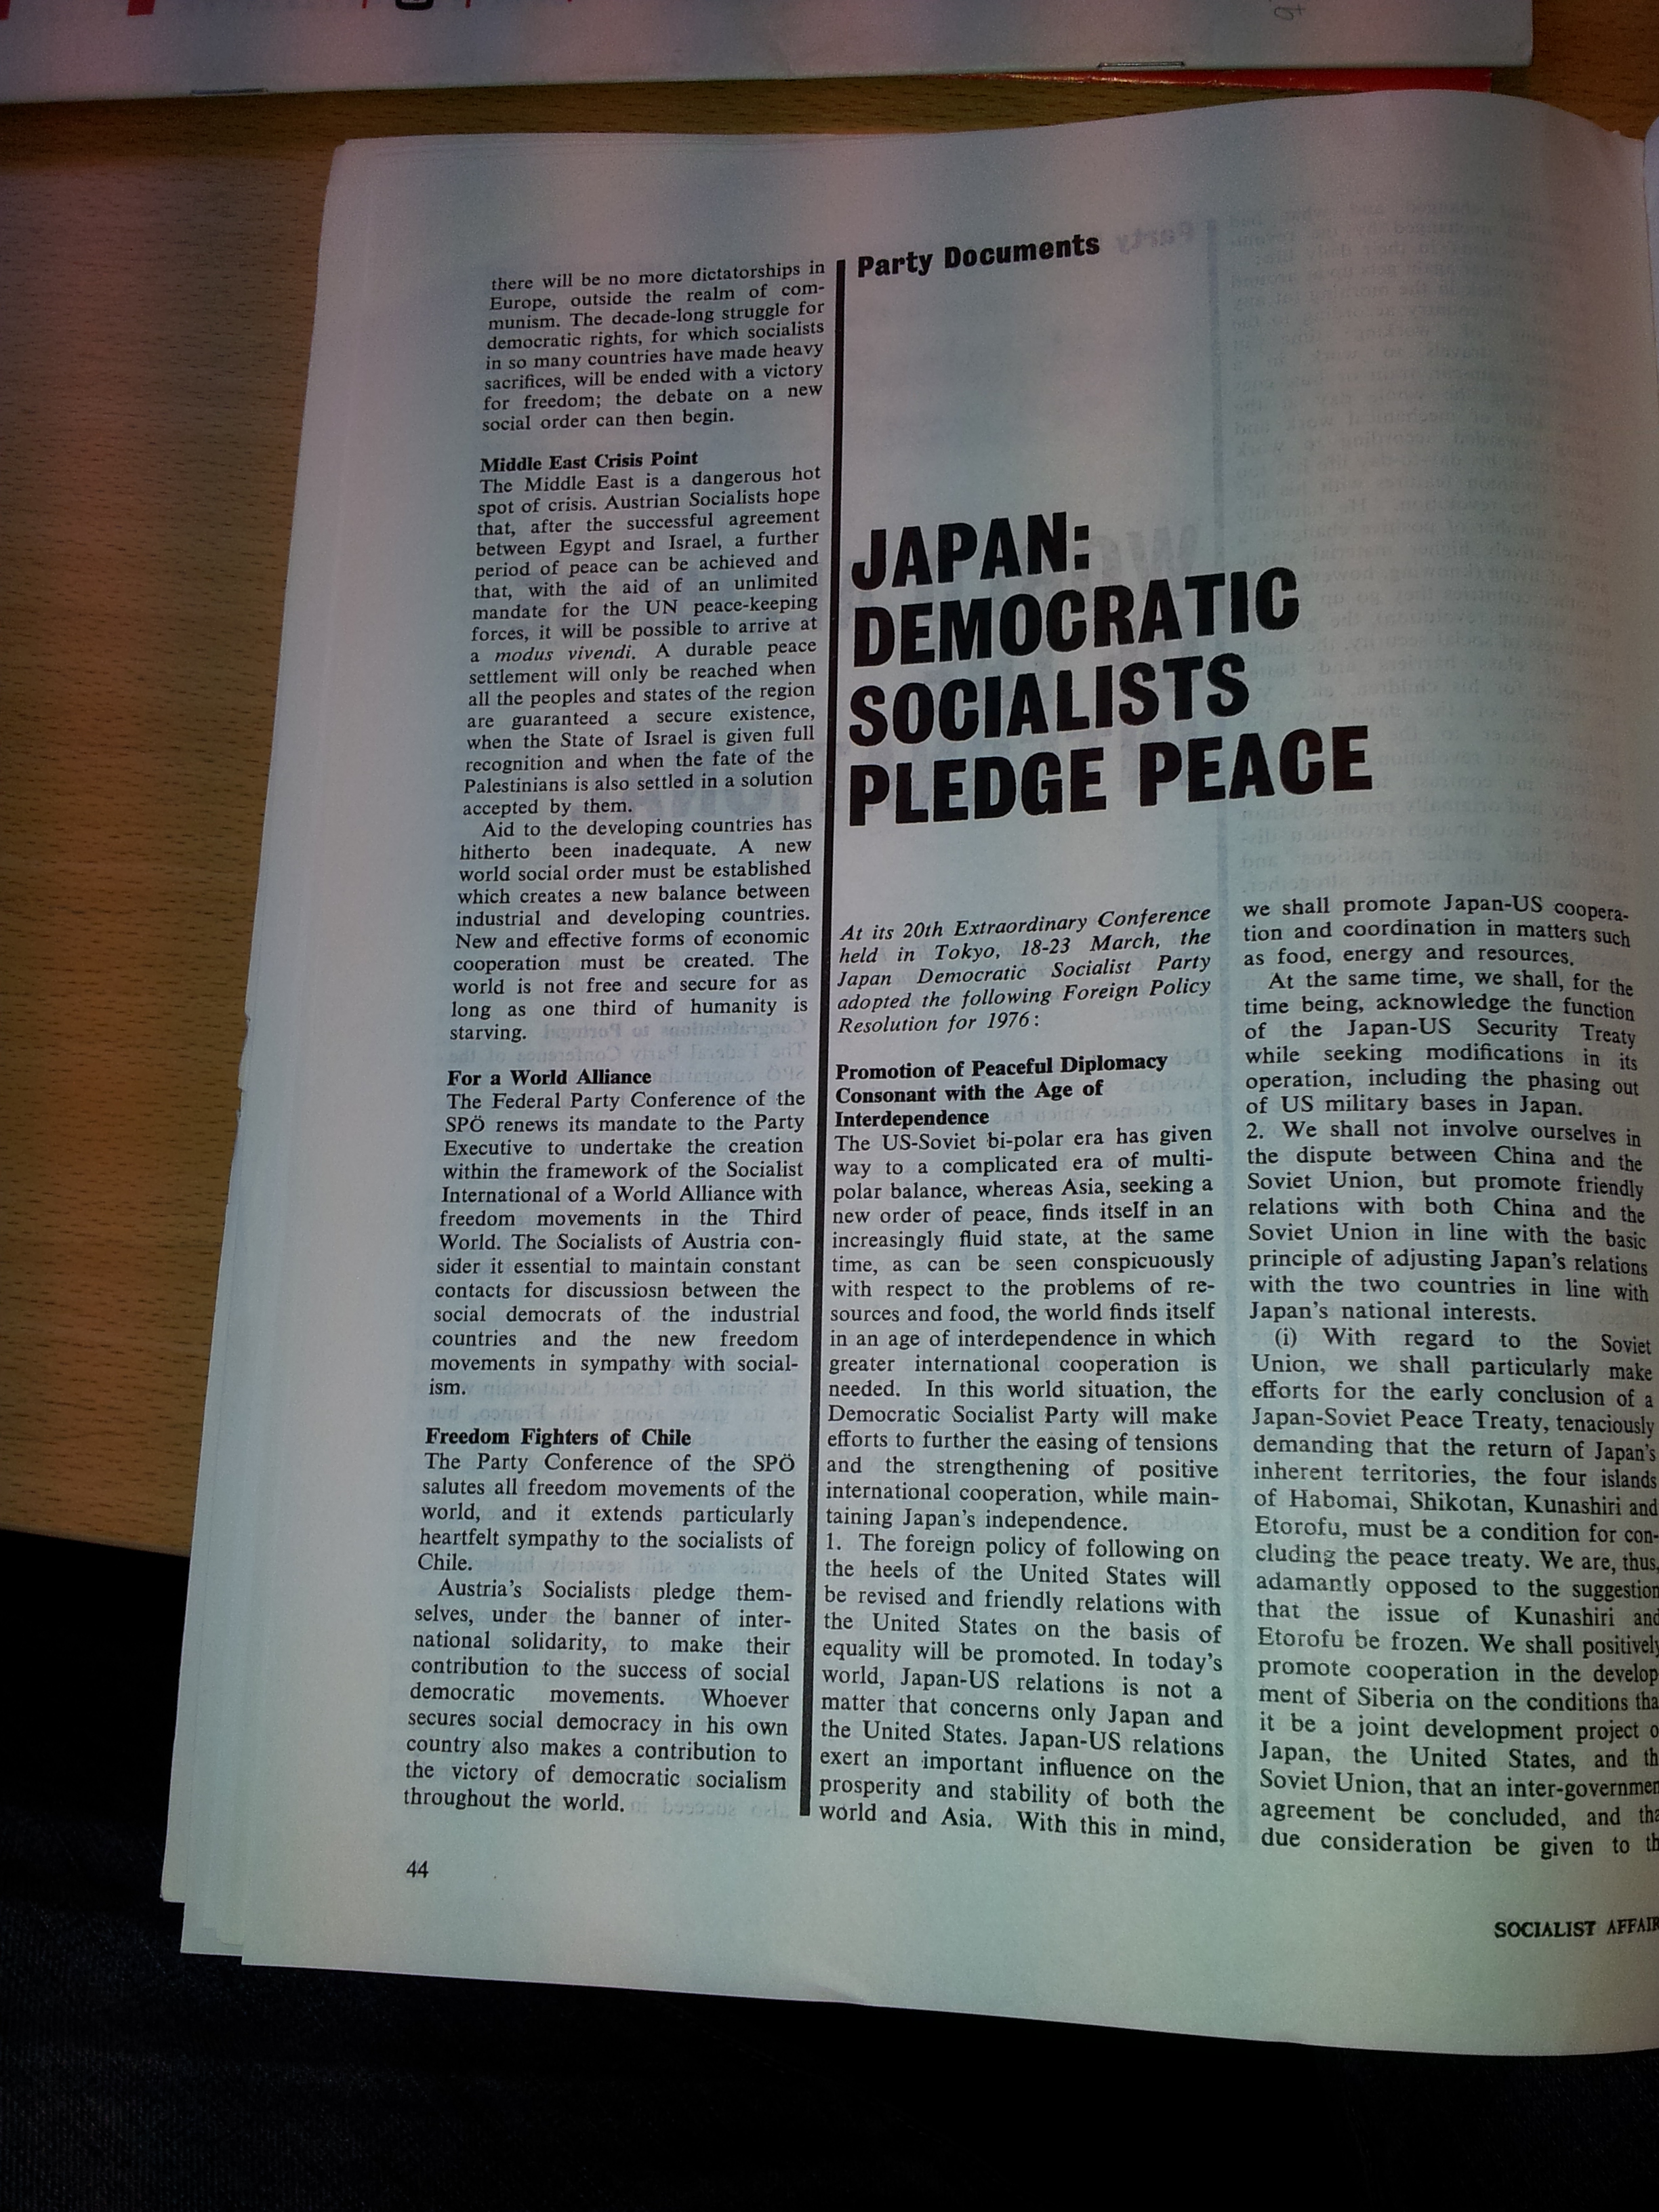 there will be no more dictatorships in
Europe, outside the realm of com-
munism. The decade-long struggle for
democratic rights, for which socialists
in so many countries have made heavy
sacrifices, will be ended with a victory
for freedom; the debate on a new
social order can then begin.
Middle East Crisis Point
The Middle East is a dangerous hot
spot of crisis. Austrian Socialists hope
that, after the successful agreement
between Egypt and Israel, a further
period of peace can be achieved and
that, with the aid of an unlimited
mandate for the UN peace-keeping
forces, it will be possible to arrive at
a modus vivendi. A durable peace
settlement will only be reached when
all the peoples and states of the region
are guaranteed a secure existence,
when the State of Israel is given full
recognition and when the fate of the
Palestinians is also settled in a solution
accepted by them.
Aid to the developing countries has
hitherto been inadequate. A new
world social order must be established
which creates a new balance between
industrial and developing countries.
New and effective forms of economic
cooperation must be created. The
world is not free and secure for as
long as one third of humanity is
starving.
For a World Alliance
The Federal Party Conference of the
SPÖ renews its mandate to the Party
Executive to undertake the creation
within the framework of the Socialist
International of a World Alliance with
freedom movements in the Third
World. The Socialists of Austria con-
sider it essential to maintain constant
contacts for discussiosn between the
social democrats of the industrial
countries and the new freedom
movements in sympathy with social-
ism.
Freedom Fighters of Chile
The Party Conference of the SPÖ
salutes all freedom movements of the
world, and it extends particularly
heartfelt sympathy to the socialists of
Chile.
Austria's Socialists pledge them-
selves, under the banner of inter-
national solidarity, to make their
contribution to the success of social
democratic movements. Whoever
secures social democracy in his own
country also makes a contribution to
the victory of democratic socialism
throughout the world.
44
Party Documents
JAPAN:
DEMOCRATIC
SOCIALISTS
PLEDGE PEACE
At its 20th Extraordinary Conference
held in Tokyo, 18-23 March, the
Japan Democratic Socialist Party
adopted the following Foreign Policy
Resolution for 1976:
Promotion of Peaceful Diplomacy
Consonant with the Age of
Interdependence
The US-Soviet bi-polar era has given
way to a complicated era of multi-
polar balance, whereas Asia, seeking a
new order of peace, finds itself in an
increasingly fluid state, at the same
time, as can be seen conspicuously
with respect to the problems of re-
sources and food, the world finds itself
in an age of interdependence in which
greater international cooperation is
needed. In this world situation, the
Democratic Socialist Party will make
efforts to further the easing of tensions
and the strengthening of positive
international cooperation, while main-
taining Japan's independence.
1. The foreign policy of following on
the heels of the United States will
be revised and friendly relations with
the United States on the basis of
equality will be promoted. In today's
world, Japan-US relations is not a
matter that concerns only Japan and
the United States. Japan-US relations
exert an important influence on the
prosperity and stability of both the
world and Asia. With this in mind,
we shall promote Japan-US coopera-
tion and coordination in matters such
as food, energy and resources.
At the same time, we shall, for the
time being, acknowledge the function
of the Japan-US Security Treaty
while seeking modifications in its
operation, including the phasing out
of US military bases in Japan.
2. We shall not involve ourselves in
the dispute between China and the
Soviet Union, but promote friendly
relations with both China and the
Soviet Union in line with the basic
principle of adjusting Japan's relations
with the two countries in line with
Japan's national interests.
(i) With regard to the Soviet
Union, we shall particularly make
efforts for the early conclusion of a
Japan-Soviet Peace Treaty, tenaciously
demanding that the return of Japan's
inherent territories, the four islands
of Habomai, Shikotan, Kunashiri and
Etorofu, must be a condition for con-
cluding the peace treaty. We are, thus,
adamantly opposed to the suggestion
that the issue of Kunashiri and
Etorofu be frozen. We shall positively
promote cooperation in the develop
ment of Siberia on the conditions tha
it be a joint development project o
Japan, the United States, and th
Soviet Union, that an inter-governmen
agreement be concluded, and tha
due consideration be given to th
SOCIALIST AFFAIR